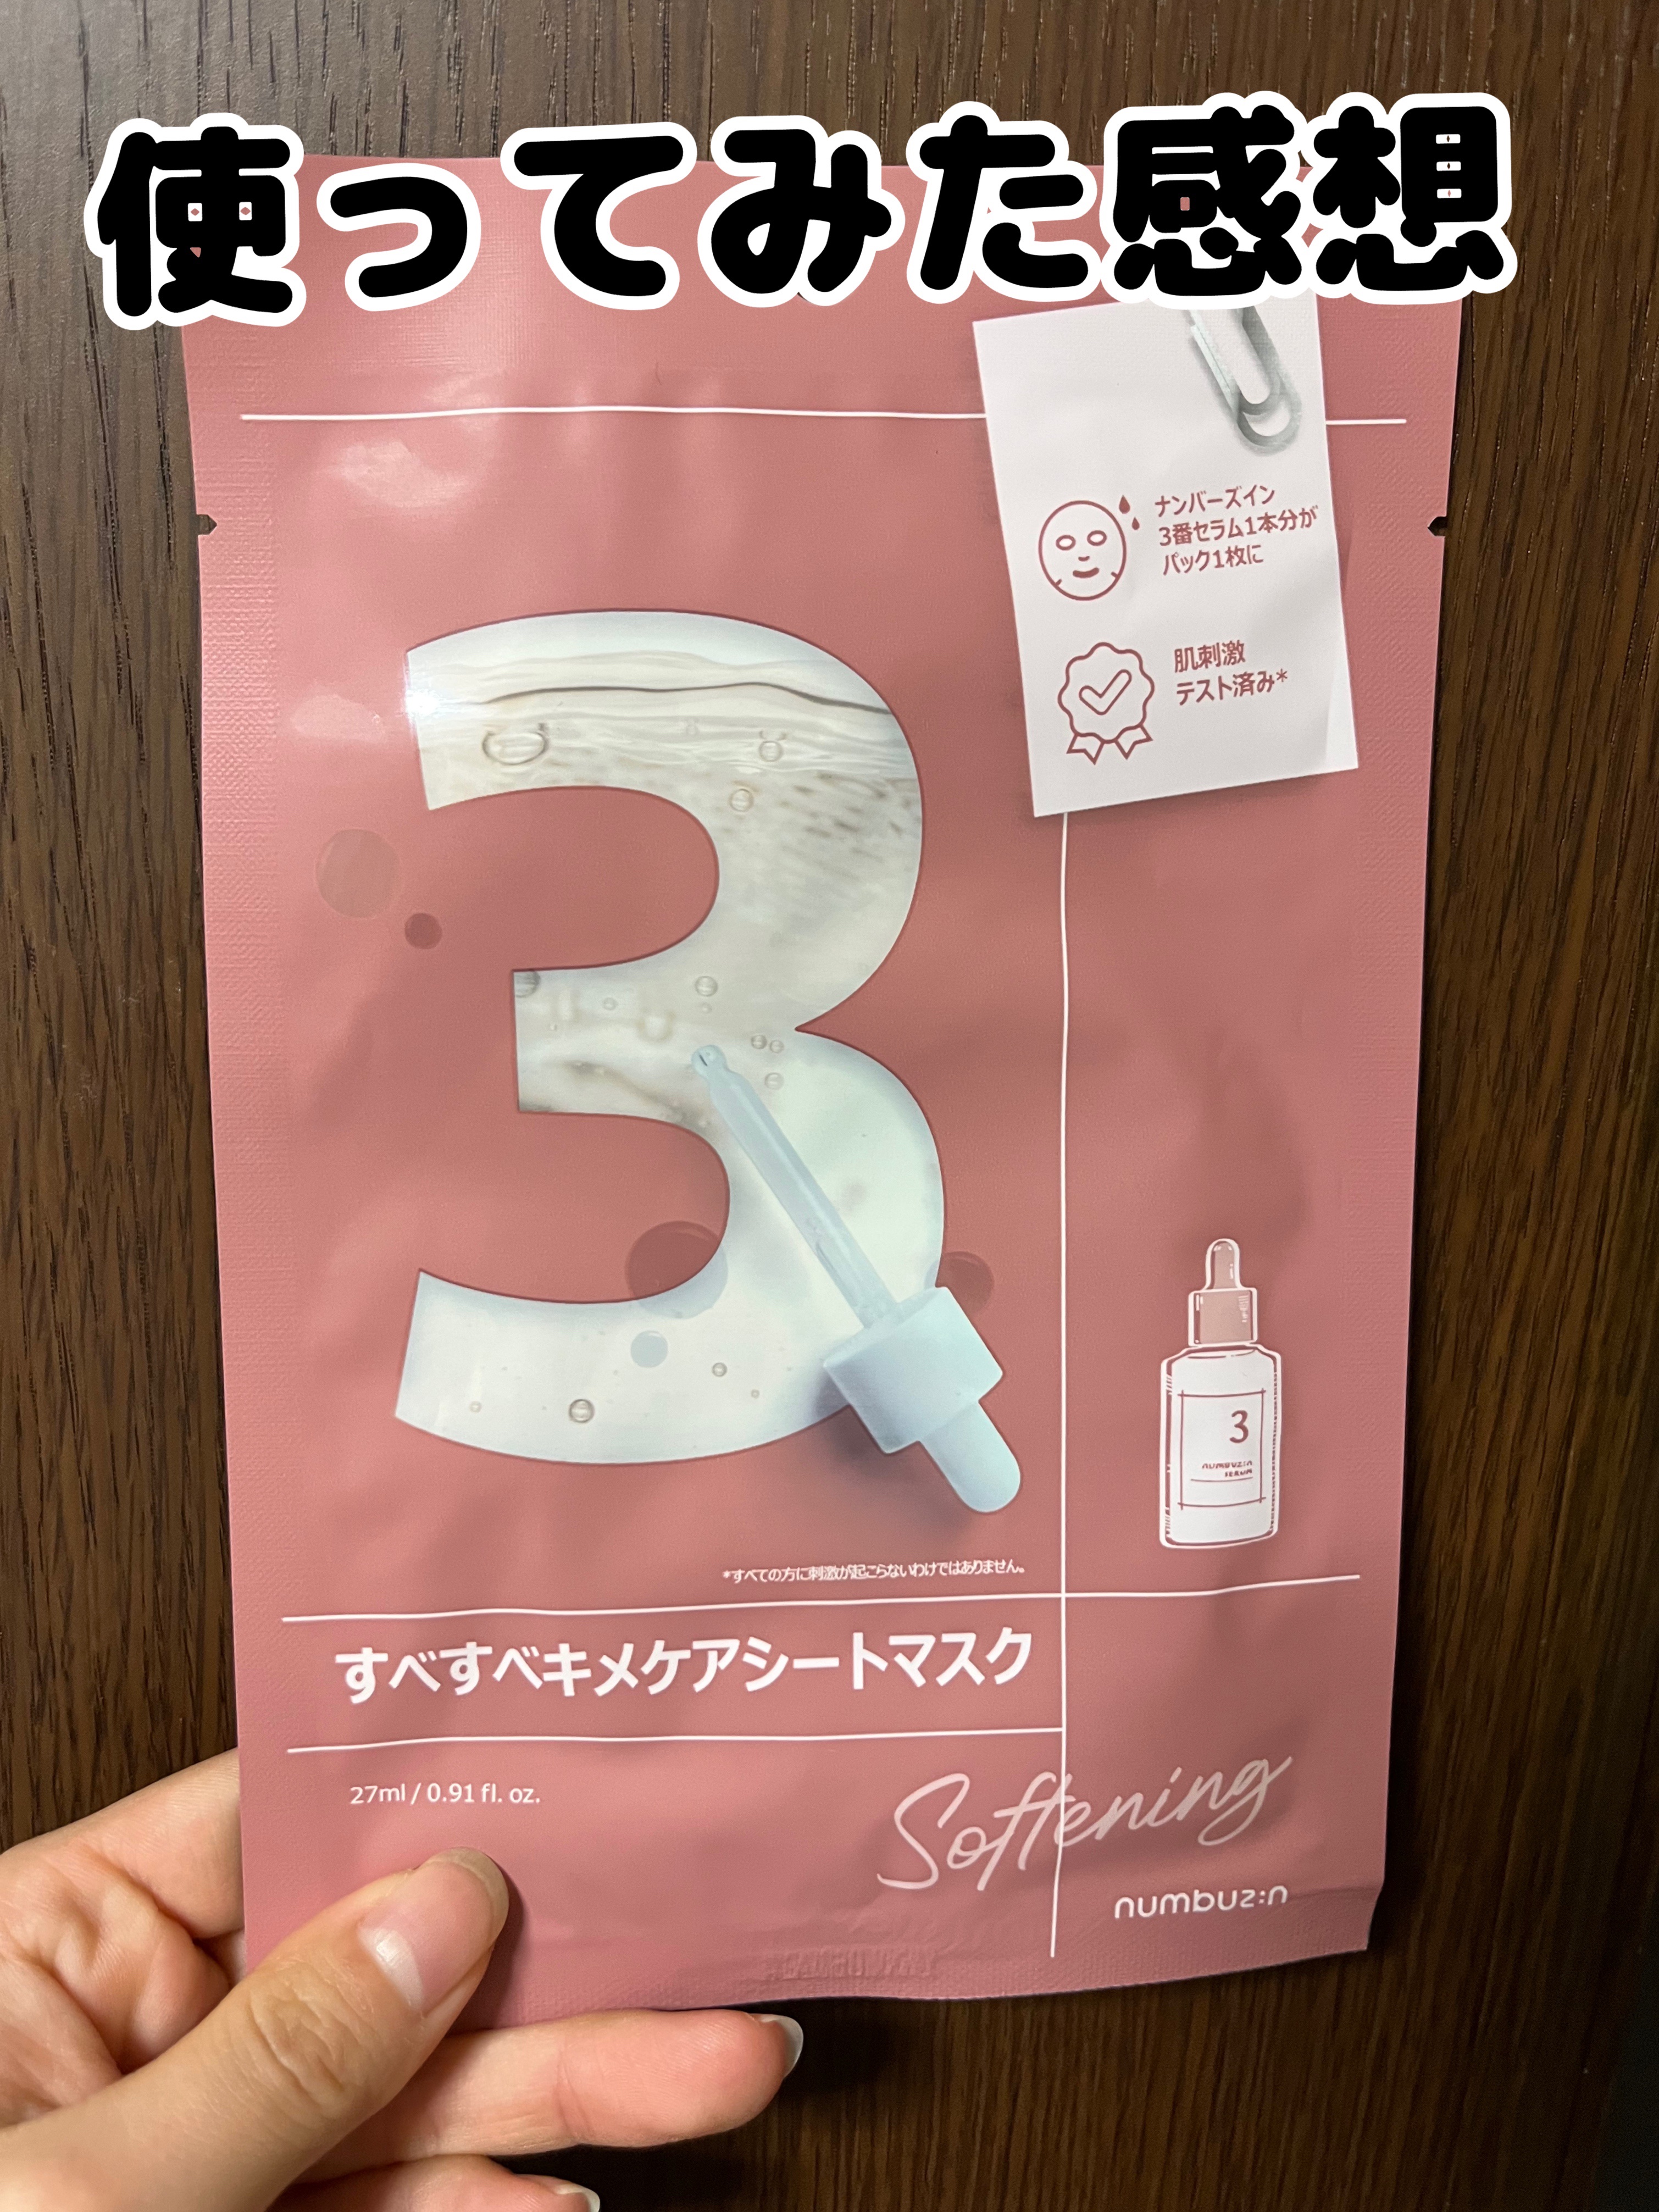 使ってみた感想
ナンバーズイン
3番セラム1本分が
パック1枚に
肌刺激
テスト済み*
3
3
numbuz:n
SERUM
*すべての方に刺激が起こらないわけではありません。
すべすべキメケアシートマスク
27ml / 0.91 fl. oz.
Softening
numbuz:n